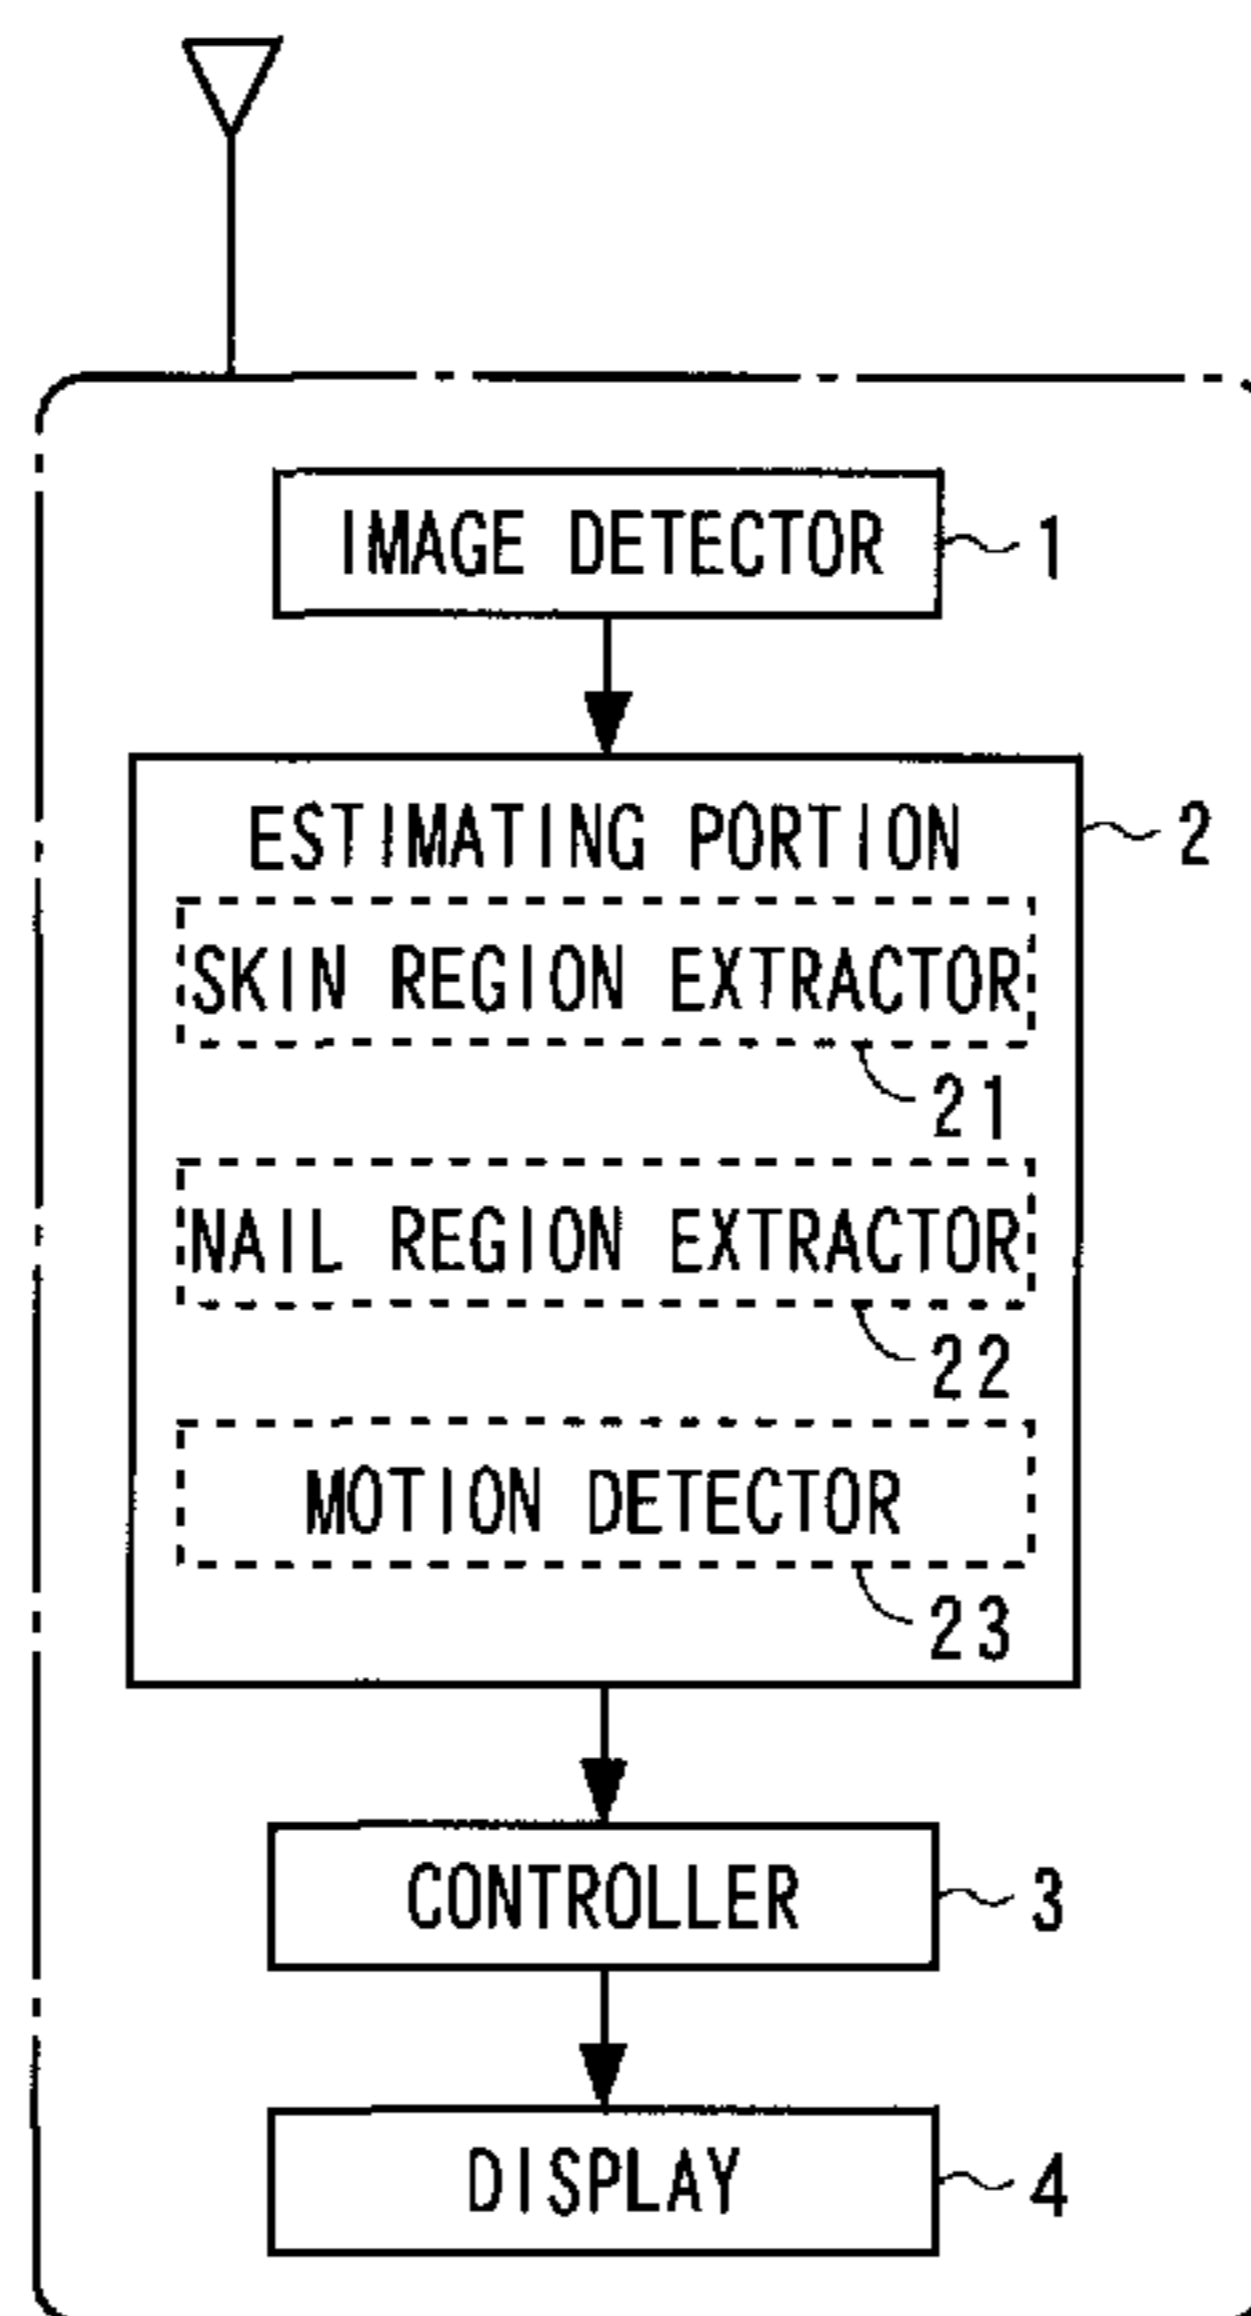 IMAGE DETECTOR 1
ESTIMATING PORTION 2
SKIN REGION EXTRACTOR
21
NAIL REGION EXTRACTOR
22
MOTION DETECTOR
23
CONTROLLER 3
DISPLAY 4